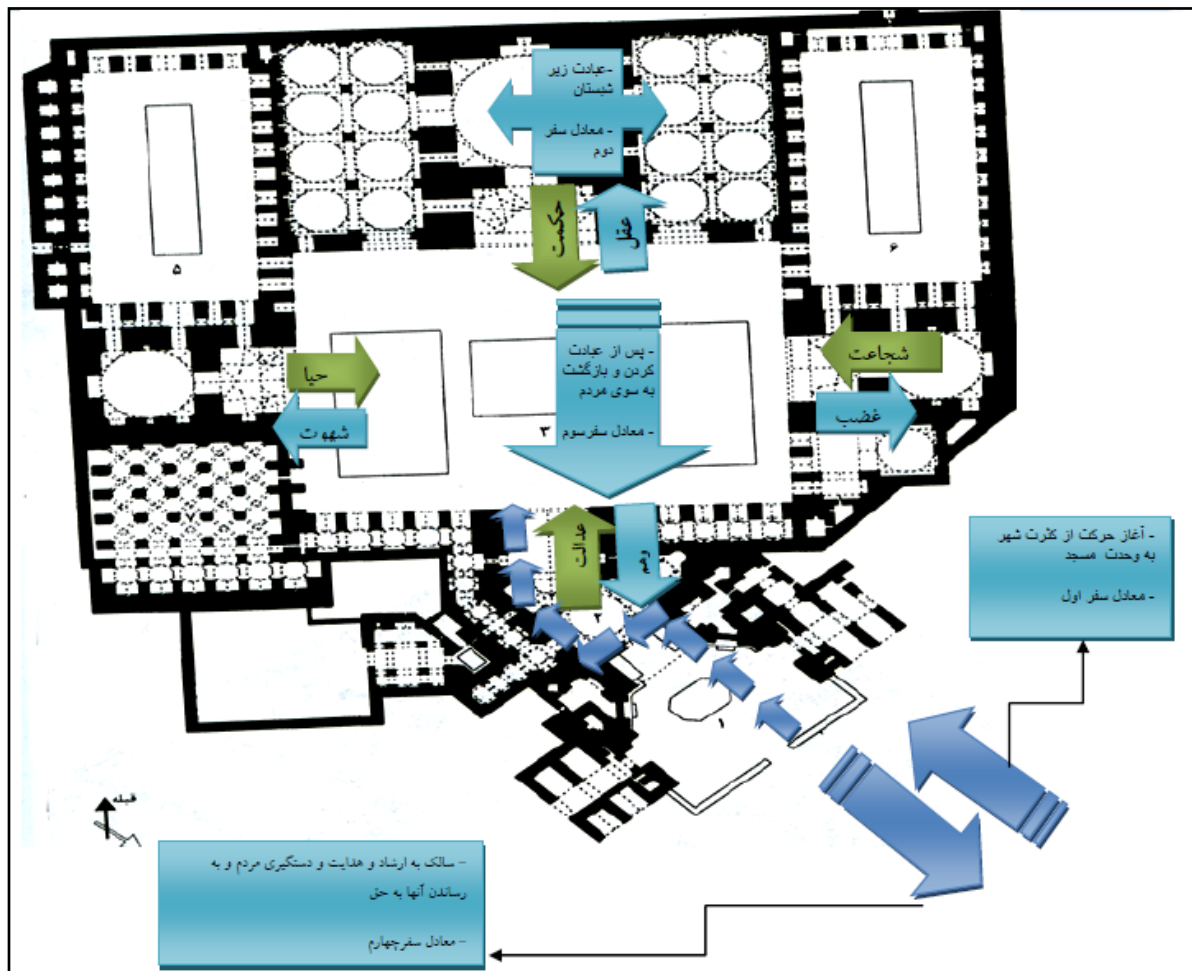 -عبادت زیر
شبستان
- معادل سفر
دوم
حکمت
عقل
۵
۶
حیا
شهوت
- پس از عبادت
کردن و بازگشت
به سوی مردم
- معادل سفرسوم
۳
شجاعت
غضب
عدالت
وهم
۲
۱
- آغاز حرکت از کثرت شهر
به وحدت مسجد
- معادل سفر اول
قبله
- سالک به ارشاد و هدایت و دستگیری مردم و به
رساندن آنها به حق
- معادل سفرچهارم